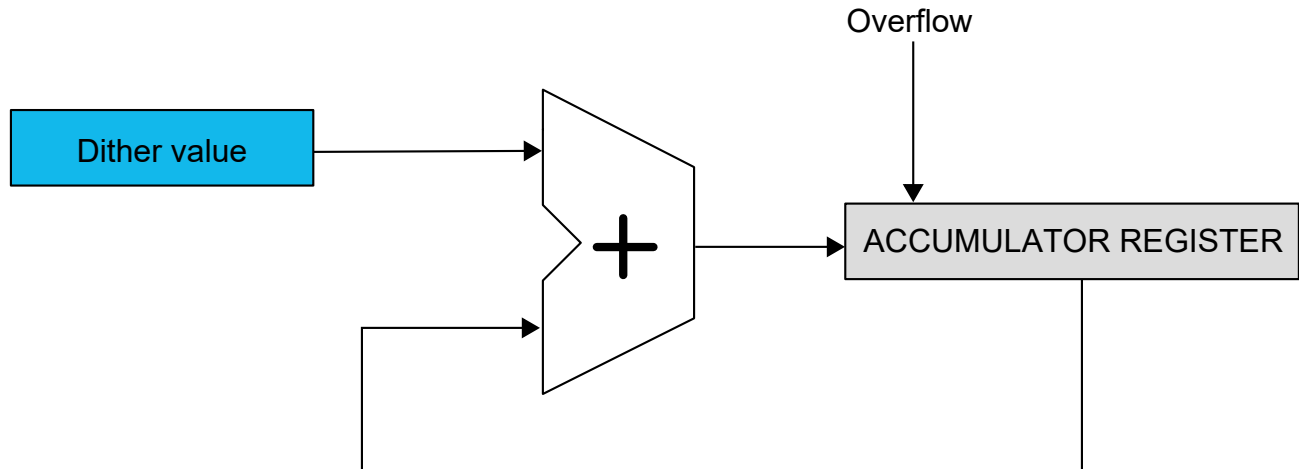 Overflow
Dither value
+
ACCUMULATOR REGISTER